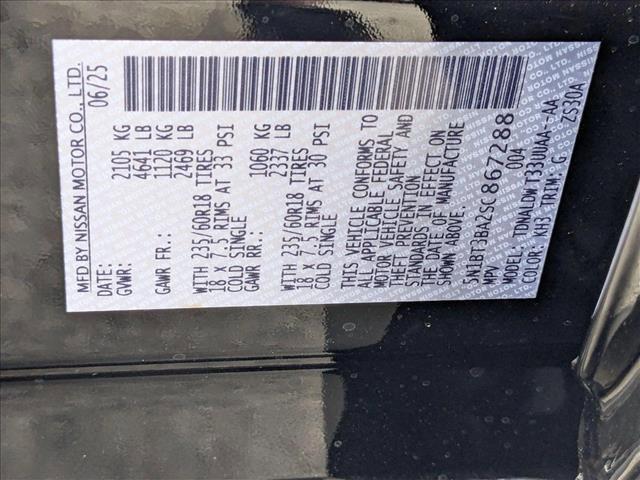 MFD BY NISSAN MOTOR CO., LTD.
DATE: 06/25
GVWR: 2105 KG
4641 LB
GAWR FR.: 1120 KG
2469 LB
WITH 235/60R18 TIRES
18 X 7.5 RIMS AT 33 PSI
COLD SINGLE
GAWR RR.: 1060 KG
2337 LB
WITH 235/60R18 TIRES
18 X 7.5 RIMS AT 30 PSI
COLD SINGLE
THIS VEHICLE CONFORMS TO
ALL APPLICABLE FEDERAL
MOTOR VEHICLE SAFETY AND
THEFT PREVENTION
STANDARDS IN EFFECT ON
THE DATE OF MANUFACTURE
SHOWN ABOVE.
5N1BT3BA2SC867288
MPV 004
MODEL: TDNALDW T33UUAA-EAA
COLOR: KH3 TRIM: G ZS30A